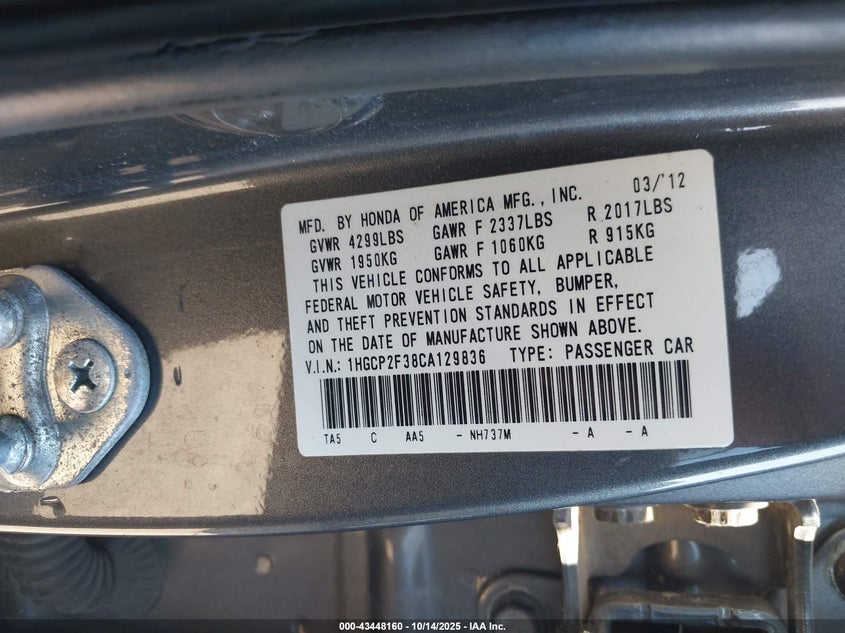 MFD. BY HONDA OF AMERICA MFG., INC. 03/'12
GVWR 4299LBS GAWR F 2337LBS R 2017LBS
GVWR 1950KG GAWR F 1060KG R 915KG
THIS VEHICLE CONFORMS TO ALL APPLICABLE
FEDERAL MOTOR VEHICLE SAFETY, BUMPER,
AND THEFT PREVENTION STANDARDS IN EFFECT
ON THE DATE OF MANUFACTURE SHOWN ABOVE.
V.I.N.: 1HGCP2F38CA129836 TYPE: PASSENGER CAR
TA5 C AA5 - NH737M - A - A
000-43448160 - 10/14/2025 - IAA Inc.